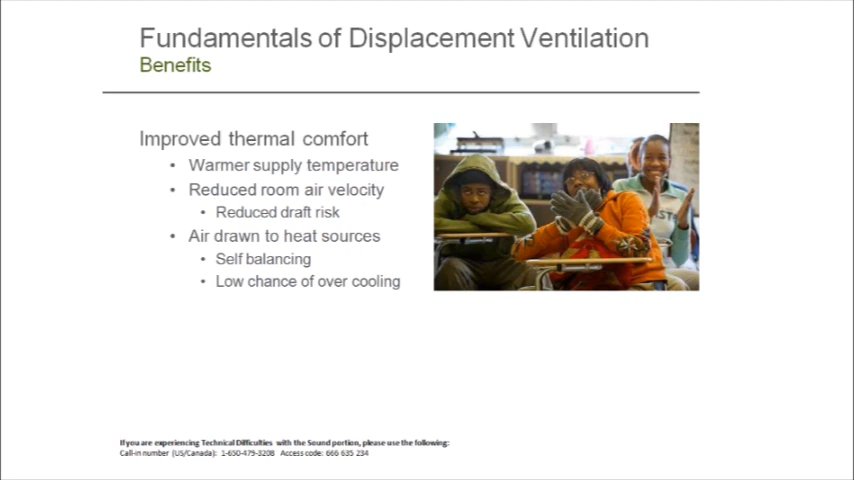 Fundamentals of Displacement Ventilation
Benefits
Improved thermal comfort
• Warmer supply temperature
• Reduced room air velocity
• Reduced draft risk
• Air drawn to heat sources
• Self balancing
• Low chance of over cooling
If you are experiencing Technical Difficulties with the Sound portion, please use the following:
Call-in number (US/Canada): 1-650-479-3208 Access code: 666 635 234